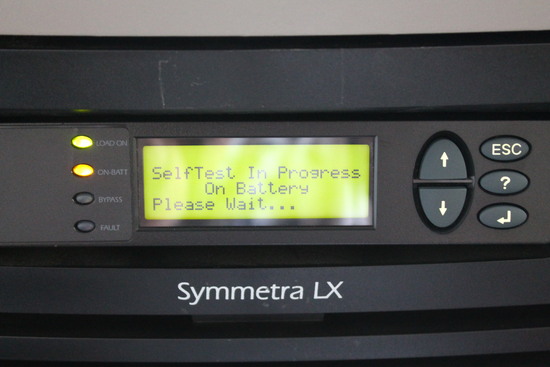 LOAD ON
ON-BATT
BYPASS
FAULT
SelfTest In Progress
On Battery
Please Wait...
ESC
?
Symmetra LX